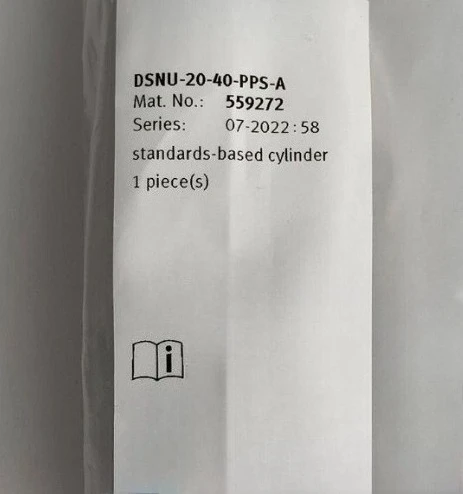 DSNU-20-40-PPS-A
Mat. No.: 559272
Series: 07-2022:58
standards-based cylinder
1 piece(s)
i